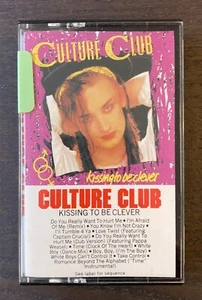 CULTURE CLUB
kissing to be clever
CULTURE CLUB
KISSING TO BE CLEVER
Do You Really Want To Hurt Me • I'm Afraid
Of Me (Remix) • You Know I'm Not Crazy •
I'll Tumble 4 Ya • Love Twist (Featuring
Captain Crucial) • Do You Really Want To
Hurt Me (Dub Version) (Featuring Pappa
Weasel) • Time (Clock Of The Heart) • White
Boy (Dance Mix) • Boy, Boy, (I'm The Boy) •
White Boys Can't Control It • Take Control •
Romance Beyond The Alphabet ("Time"
Instrumental)
See label for sequence